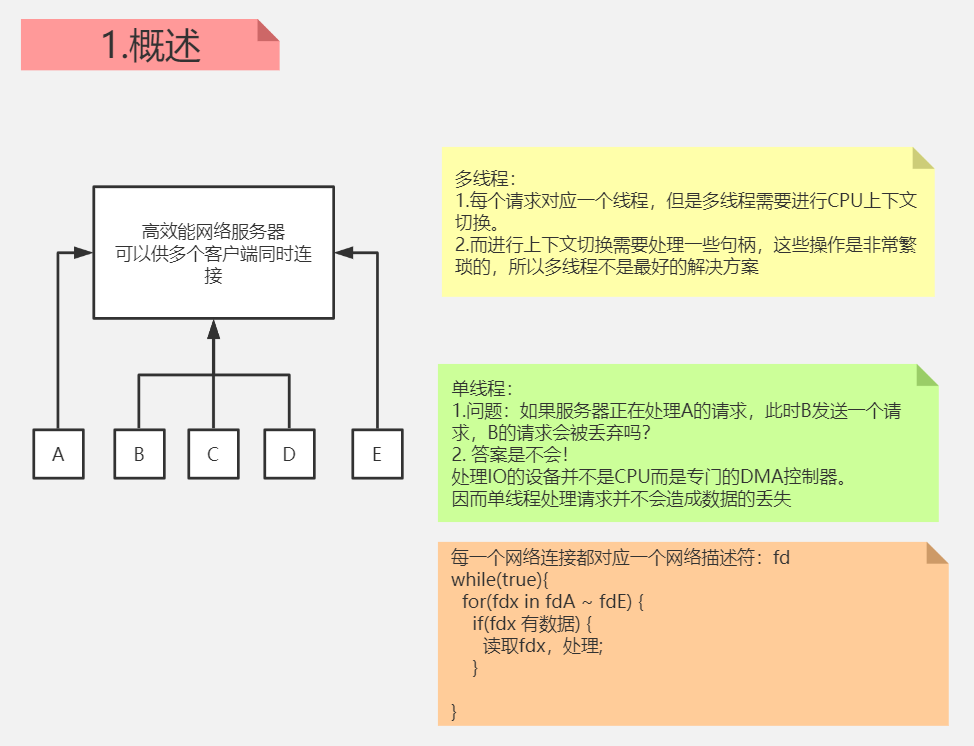 1.概述
高效能网络服务器
可以供多个客户端同时连
接
A
B
C
D
E
多线程：
1.每个请求对应一个线程，但是多线程需要进行CPU上下文
切换。
2.而进行上下文切换需要处理一些句柄，这些操作是非常繁
琐的，所以多线程不是最好的解决方案
单线程：
1.问题：如果服务器正在处理A的请求，此时B发送一个请
求，B的请求会被丢弃吗？
2. 答案是不会！
处理IO的设备并不是CPU而是专门的DMA控制器。
因而单线程处理请求并不会造成数据的丢失
每一个网络连接都对应一个网络描述符：fd
while(true){
for(fdx in fdA ~ fdE) {
if(fdx 有数据) {
读取fdx，处理;
}
}